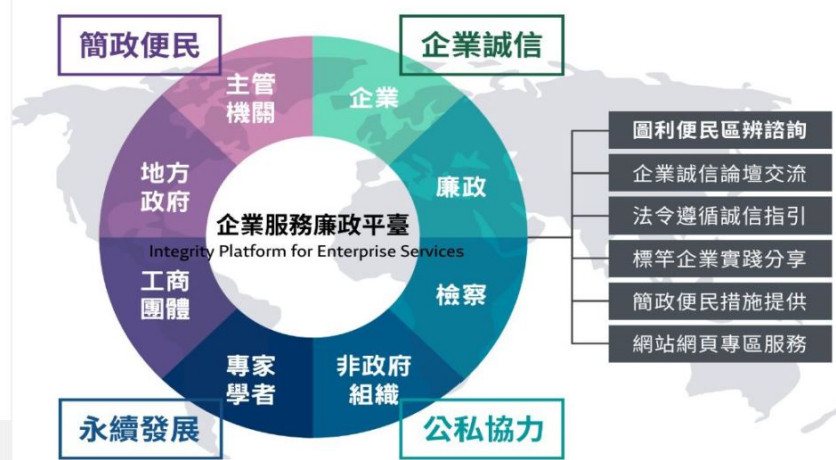 簡政便民
企業誠信
主管
機關
企業
地方
政府
廉政
企業服務廉政平臺
Integrity Platform for Enterprise Services
工商
團體
檢察
專家
學者
非政府
組織
永續發展
公私協力
圖利便民區辨諮詢
企業誠信論壇交流
法令遵循誠信指引
標竿企業實踐分享
簡政便民措施提供
網站網頁專區服務